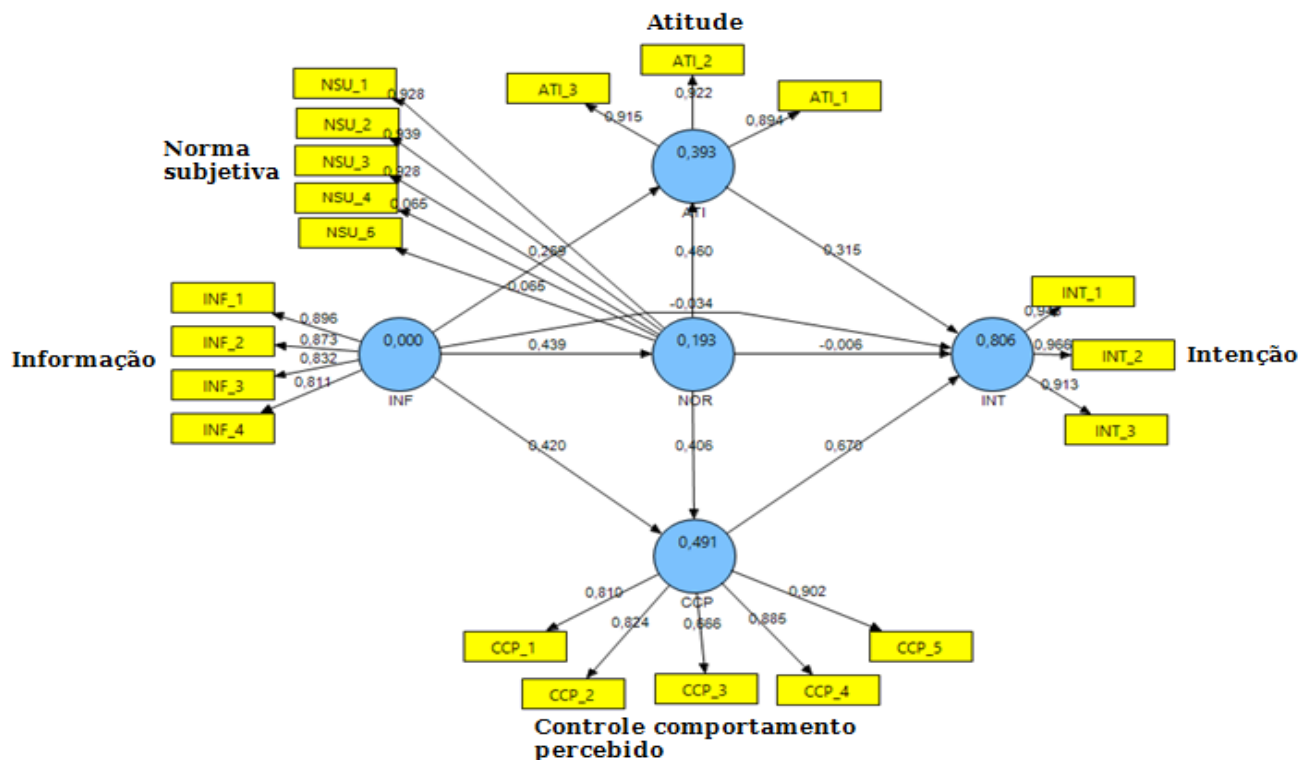 Atitude
ATI_2
ATI_3
ATI_1
0,922
0,915
0,894
NSU_1
0,928
NSU_2
0,939
Norma
subjetiva
NSU_3
0,928
NSU_4
0,065
NSU_5
-0,065
0,393
ATI
0,269
0,460
0,315
-0,034
INF_1
0,896
INF_2
0,873
Informação
0,832
INF_3
0,811
INF_4
0,000
INF
0,439
0,193
NOR
-0,006
0,806
INT
INT_1
0,966
INT_2
Intenção
0,913
INT_3
0,420
0,406
0,670
0,491
CCP
0,810
0,824
0,666
0,885
0,902
CCP_1
CCP_2
CCP_3
CCP_4
CCP_5
Controle comportamento
percebido